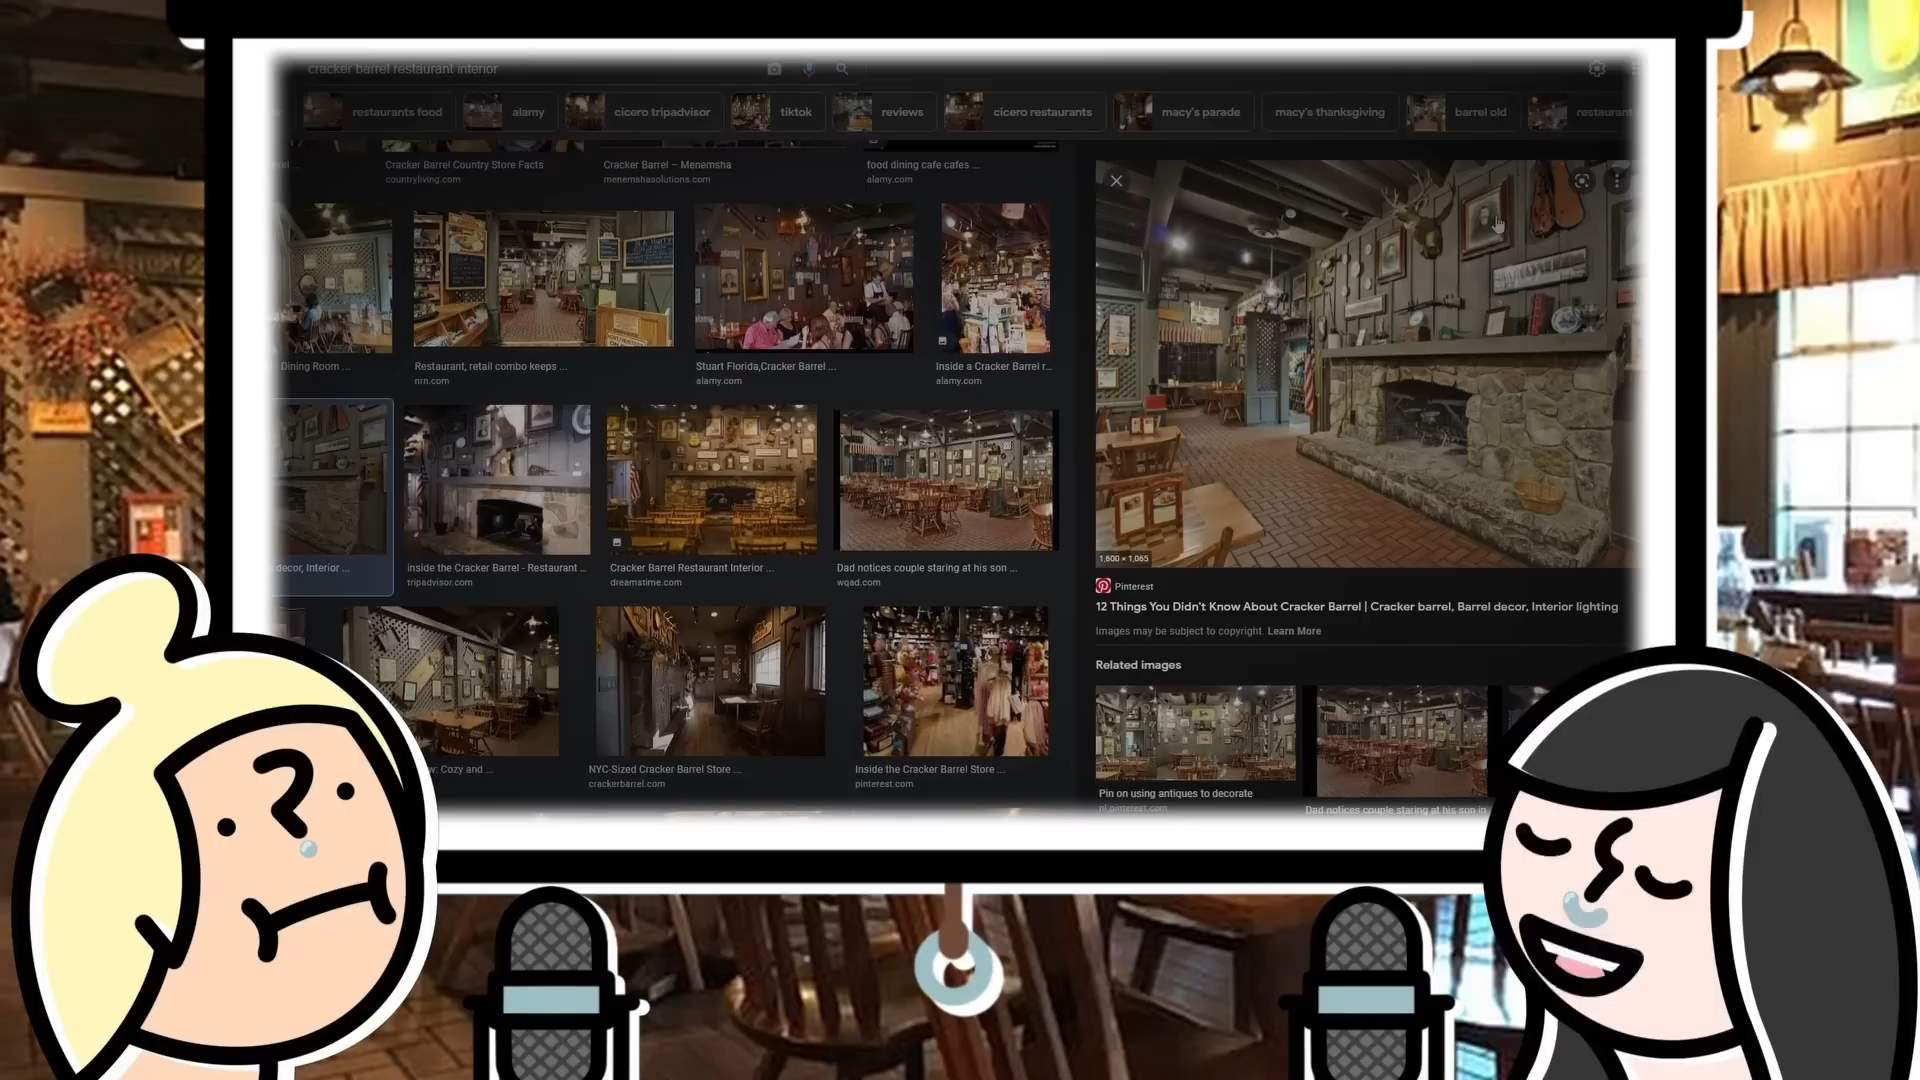 cracker barrel restaurant interior
restaurants food
alamy
cicero tripadvisor
tiktok
reviews
cicero restaurants
macy's parade
macy's thanksgiving
barrel old
restaurant
Cracker Barrel Country Store Facts
countryliving.com
Cracker Barrel – Menemsha
menemshasolutions.com
food dining cafe cafes ...
alamy.com
Dining Room ...
Restaurant, retail combo keeps ...
nrn.com
Stuart Florida,Cracker Barrel ...
alamy.com
Inside a Cracker Barrel r...
alamy.com
decor, Interior ...
inside the Cracker Barrel - Restaurant ...
tripadvisor.com
Cracker Barrel Restaurant Interior ...
dreamstime.com
Dad notices couple staring at his son ...
wqad.com
w: Cozy and ...
NYC-Sized Cracker Barrel Store ...
crackerbarrel.com
Inside the Cracker Barrel Store ...
pinterest.com
1,600 × 1,065
Pinterest
12 Things You Didn't Know About Cracker Barrel | Cracker barrel, Barrel decor, Interior lighting
Images may be subject to copyright. Learn More
Related images
Pin on using antiques to decorate
nl.pinterest.com
Dad notices couple staring at his son in